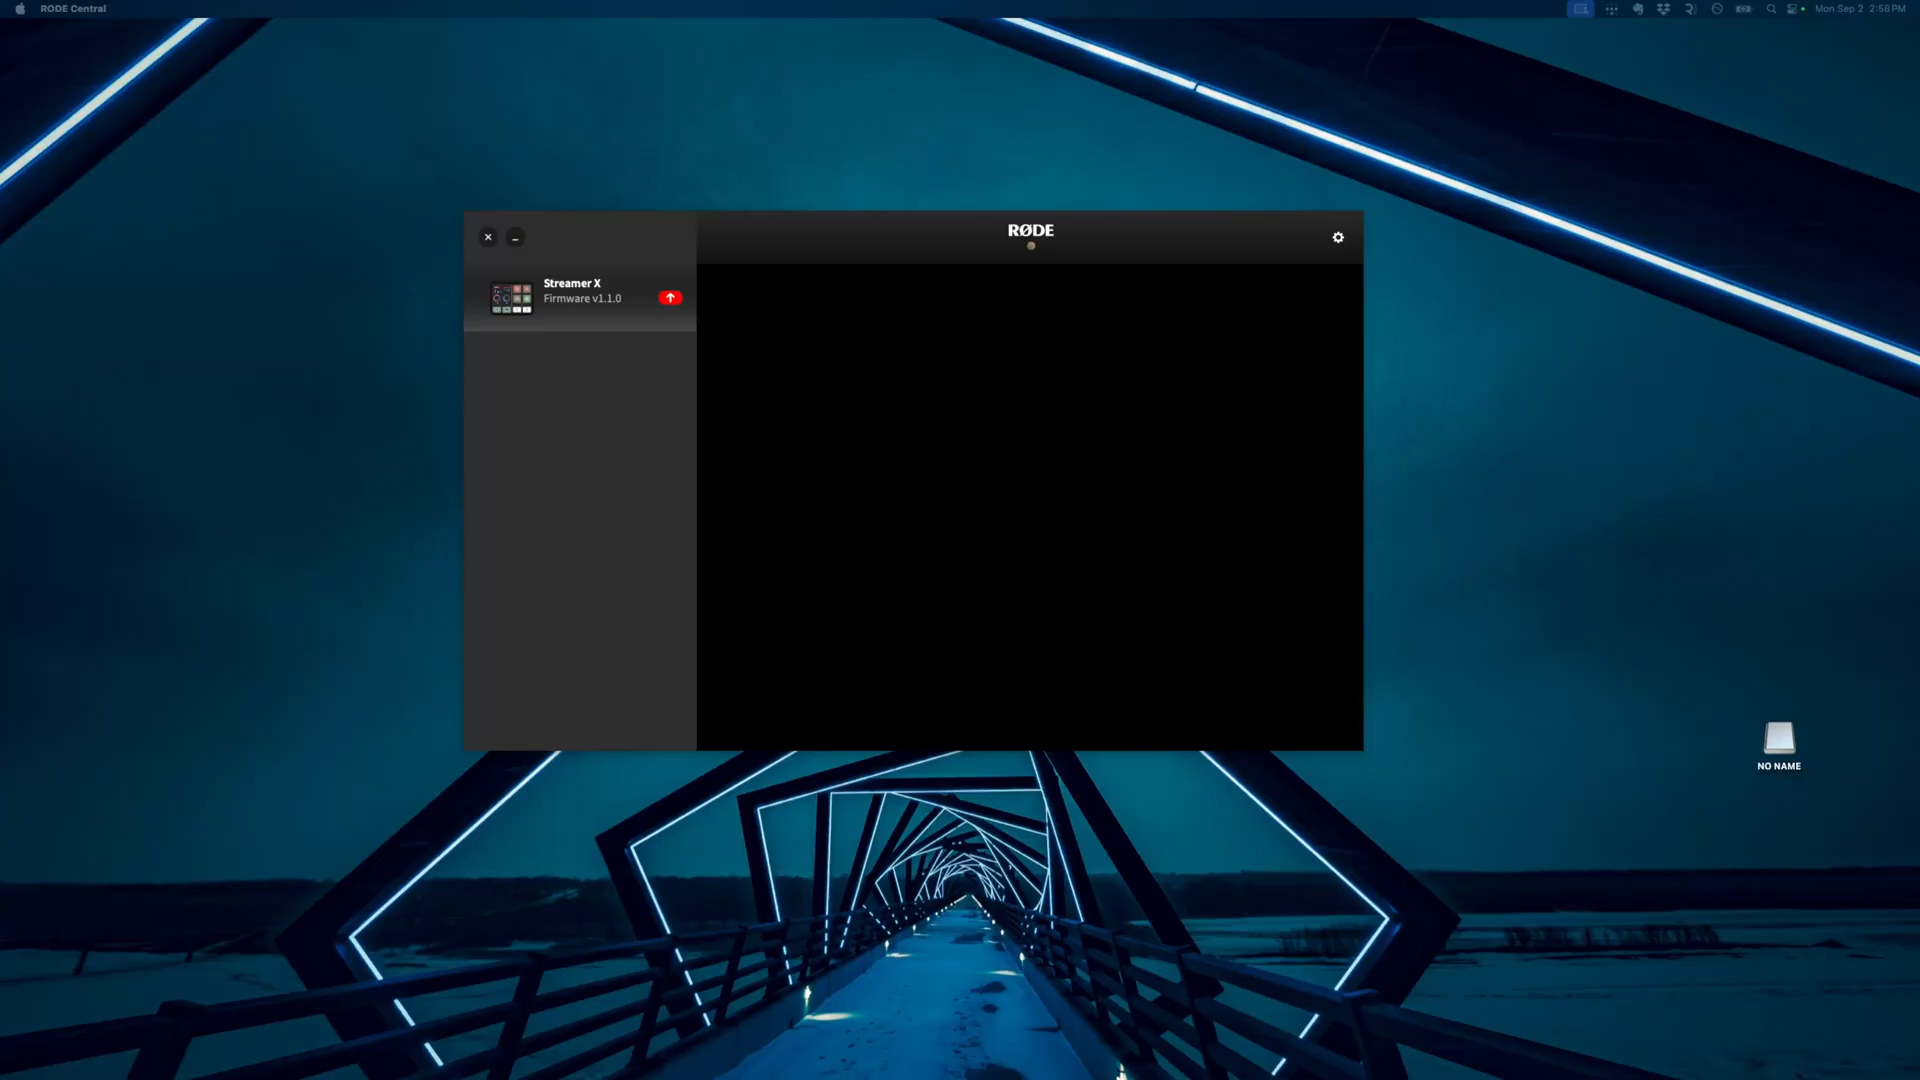 RODE Central
Mon Sep 2 2:58 PM
RØDE
Streamer X
Firmware v1.1.0
NO NAME